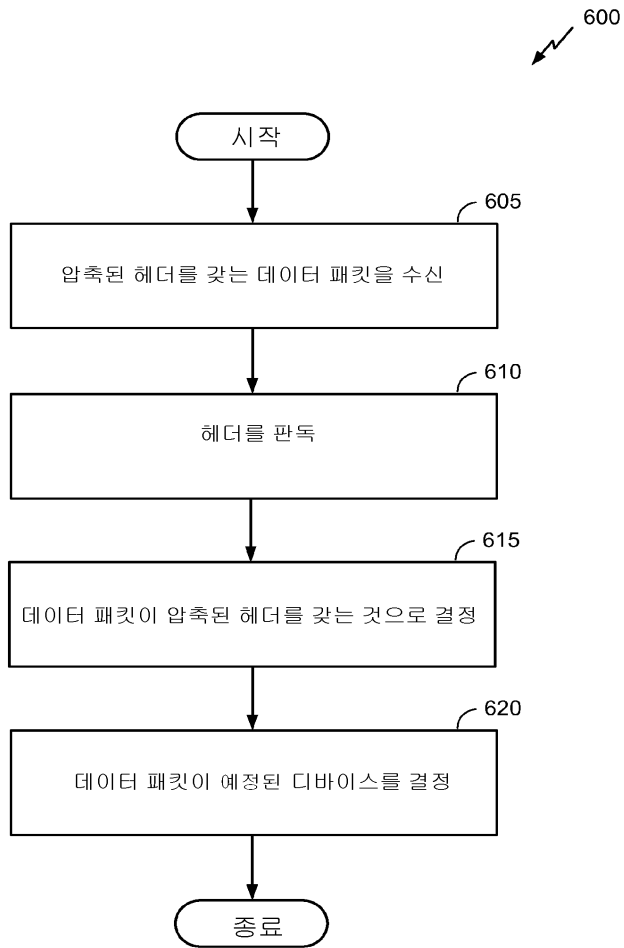 600
시작
605
압축된 헤더를 갖는 데이터 패킷을 수신
610
헤더를 판독
615
데이터 패킷이 압축된 헤더를 갖는 것으로 결정
620
데이터 패킷이 예정된 디바이스를 결정
종료